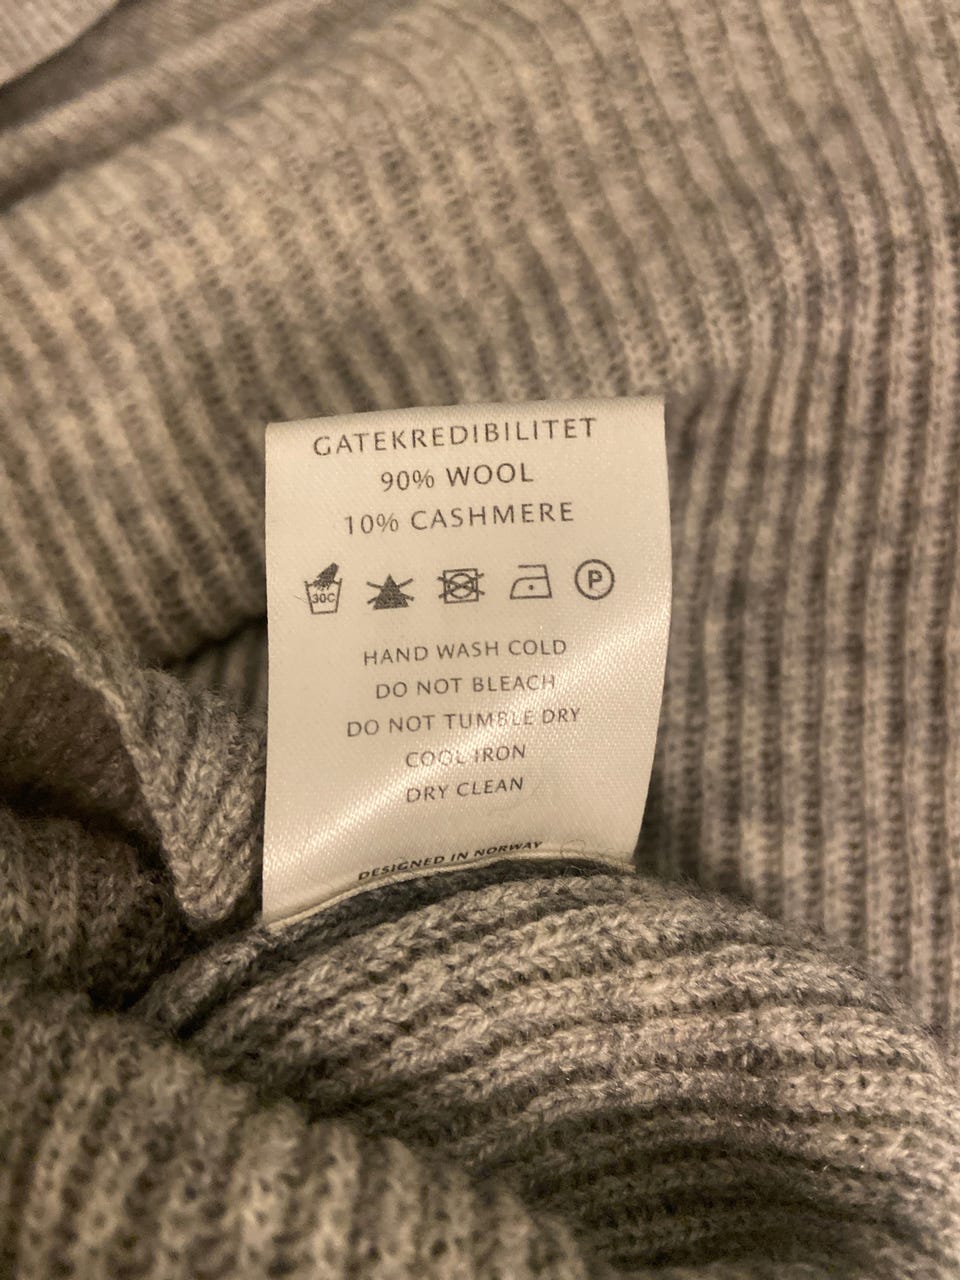 GATEKREDIBILITET
90% WOOL
10% CASHMERE
30C P
HAND WASH COLD
DO NOT BLEACH
DO NOT TUMBLE DRY
COOL IRON
DRY CLEAN
DESIGNED IN NORWAY